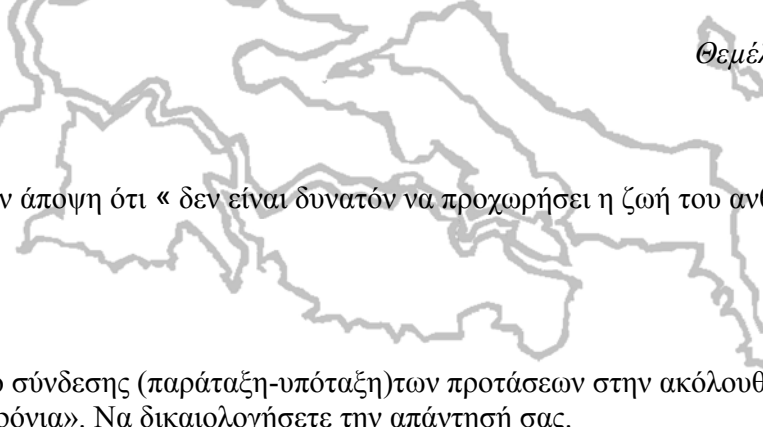 Θεμέλ
ν άποψη ότι « δεν είναι δυνατόν να προχωρήσει η ζωή του ανθ
ο σύνδεσης (παράταξη-υπόταξη)των προτάσεων στην ακόλουθ
ρόνια». Να δικαιολογήσετε την απάντησή σας.